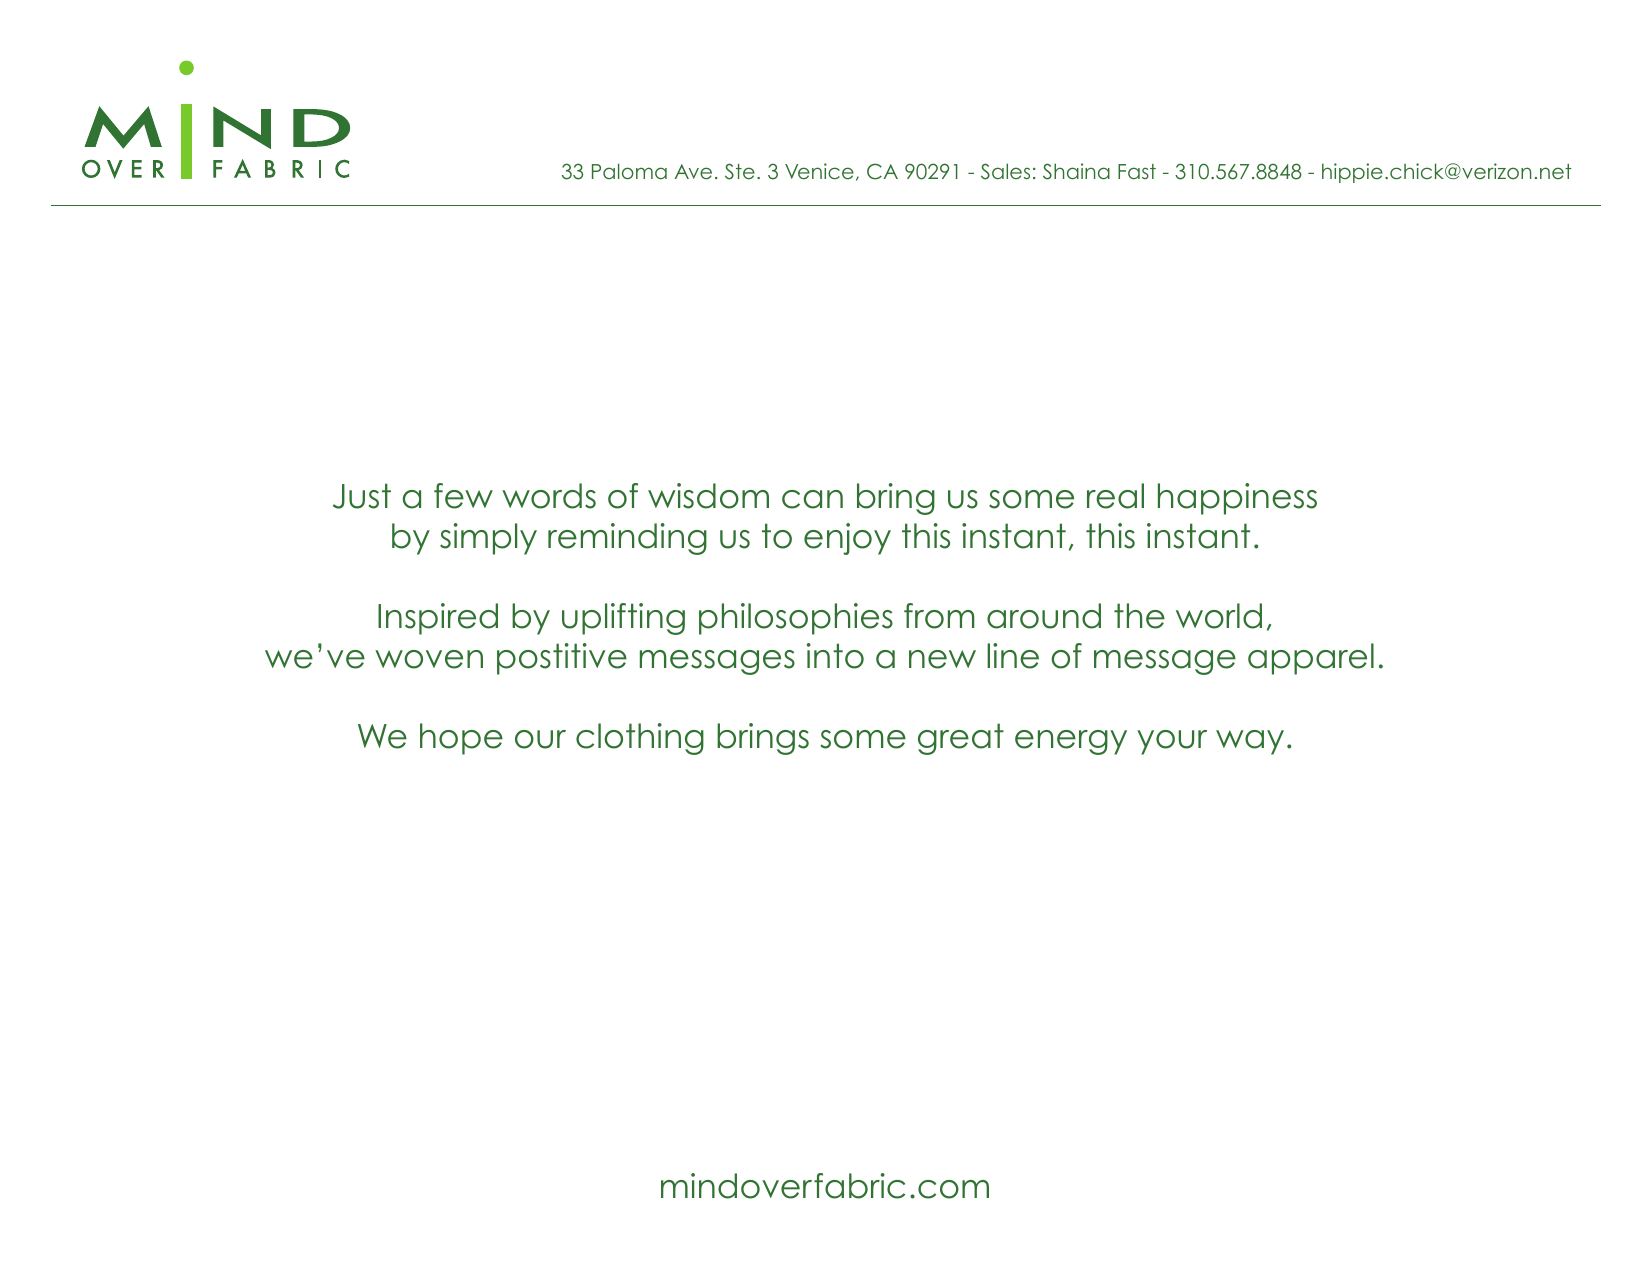 MiND
OVER FABRIC
33 Paloma Ave. Ste. 3 Venice, CA 90291 - Sales: Shaina Fast - 310.567.8848 - hippie.chick@verizon.net
Just a few words of wisdom can bring us some real happiness
by simply reminding us to enjoy this instant, this instant.
Inspired by uplifting philosophies from around the world,
we’ve woven postitive messages into a new line of message apparel.
We hope our clothing brings some great energy your way.
mindoverfabric.com